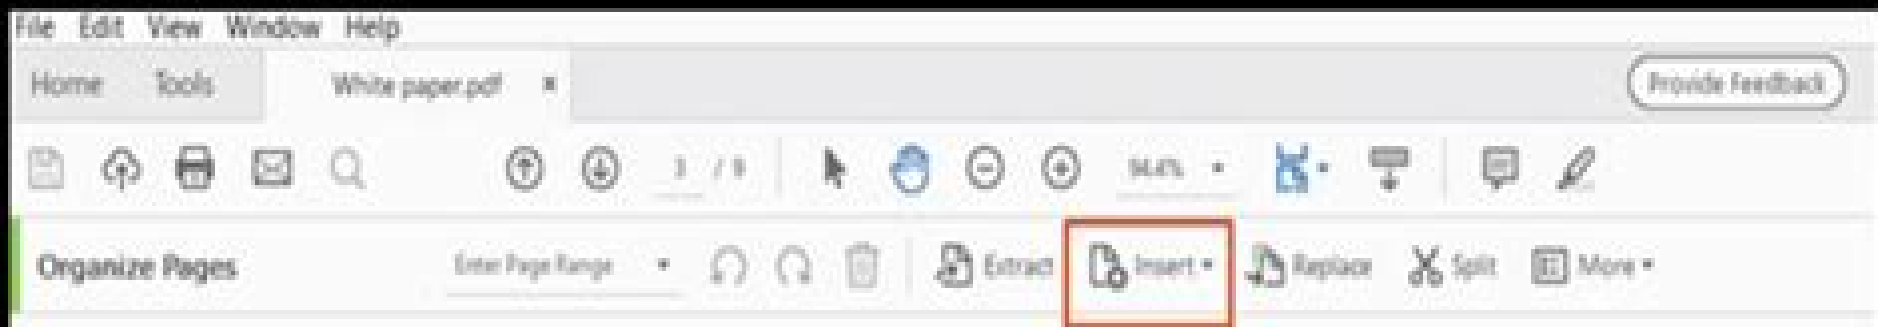 File Edit View Window Help
Home Tools White paper.pdf ×
Provide Feedback
/ 9 94.4%
Organize Pages Enter Page Range Extract Insert Replace Split More